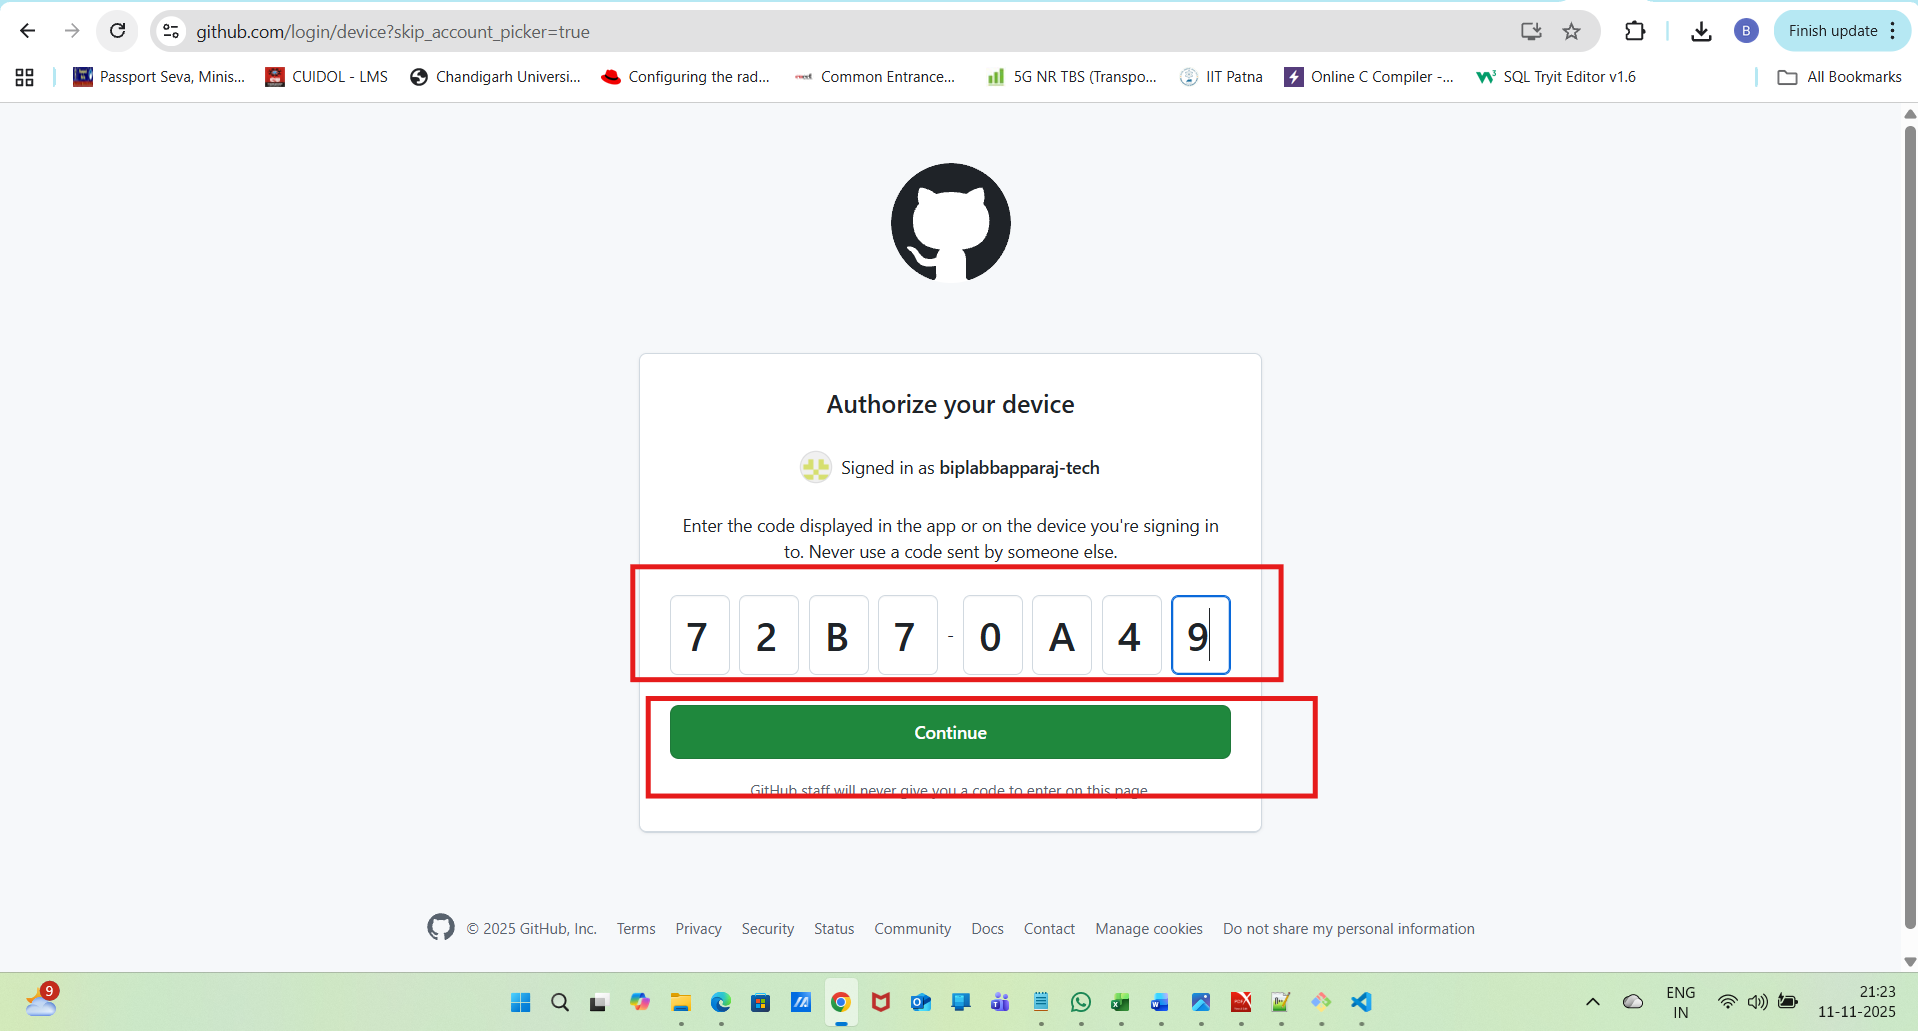 github.com/login/device?skip_account_picker=true
B
Finish update
Passport Seva, Minis...
CUIDOL - LMS
Chandigarh Universi...
Configuring the rad...
Common Entrance...
5G NR TBS (Transpo...
IIT Patna
Online C Compiler -...
SQL Tryit Editor v1.6
All Bookmarks
Authorize your device
Signed in as biplabbapparaj-tech
Enter the code displayed in the app or on the device you're signing in
to. Never use a code sent by someone else.
7 2 B 7 - 0 A 4 9
Continue
GitHub staff will never give you a code to enter on this page.
© 2025 GitHub, Inc. Terms Privacy Security Status Community Docs Contact Manage cookies Do not share my personal information
9
ENG
IN
21:23
11-11-2025